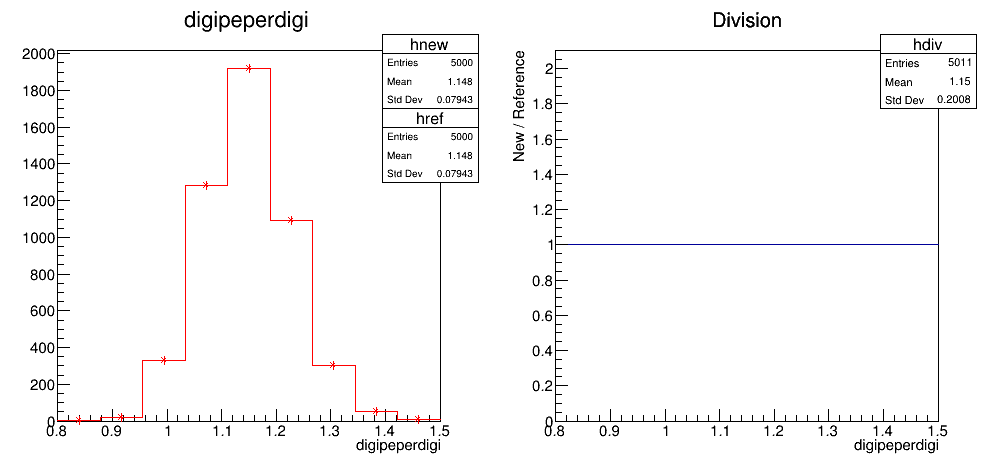 digipeperdigi
hnew
Entries 5000
Mean 1.148
Std Dev 0.07943
href
Entries 5000
Mean 1.148
Std Dev 0.07943
2000
1800
1600
1400
1200
1000
800
600
400
200
0
0.8 0.9 1 1.1 1.2 1.3 1.4 1.5
digipeperdigi
Division
hdiv
Entries 5011
Mean 1.15
Std Dev 0.2008
New / Reference
2
1.8
1.6
1.4
1.2
1
0.8
0.6
0.4
0.2
0
0.8 0.9 1.0 1.1 1.2 1.3 1.4 1.5
digipeperdigi